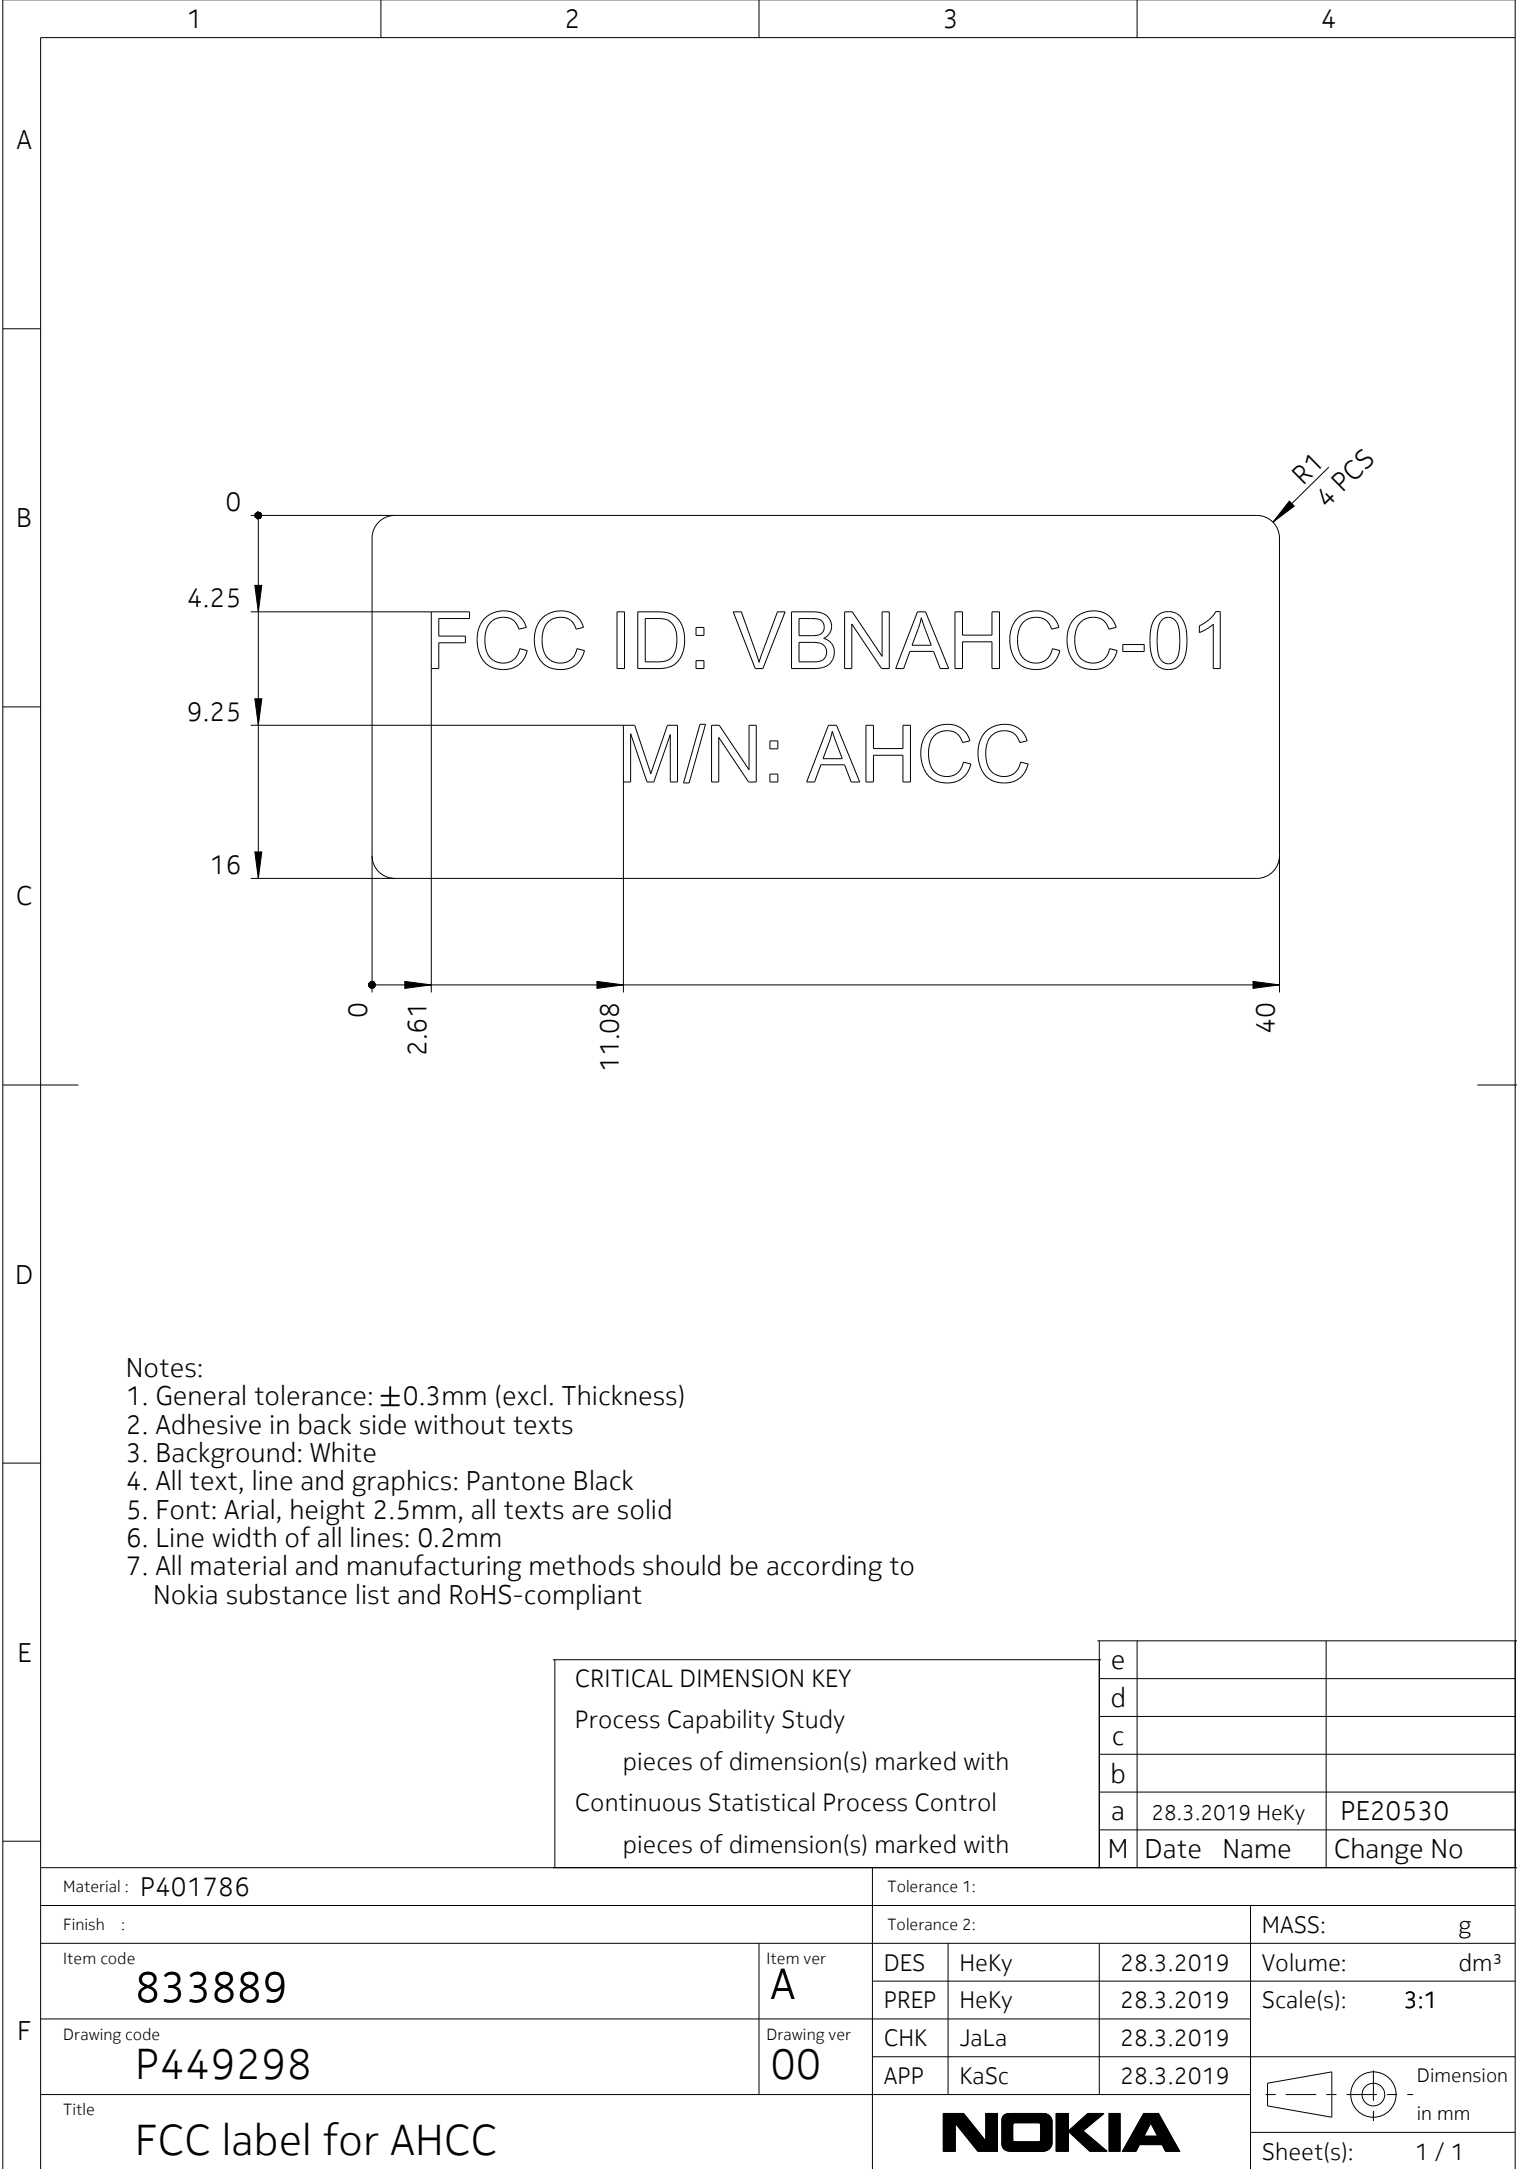 1 2 3 4
A
B
C
D
E
F
R1
4 PCS
0
4.25
9.25
16
FCC ID: VBNAHCC-01
M/N: AHCC
0 2.61 11.08 40
Notes:
1. General tolerance: ±0.3mm (excl. Thickness)
2. Adhesive in back side without texts
3. Background: White
4. All text, line and graphics: Pantone Black
5. Font: Arial, height 2.5mm, all texts are solid
6. Line width of all lines: 0.2mm
7. All material and manufacturing methods should be according to
Nokia substance list and RoHS-compliant
CRITICAL DIMENSION KEY
Process Capability Study
pieces of dimension(s) marked with
Continuous Statistical Process Control
pieces of dimension(s) marked with
e
d
c
b
a 28.3.2019 HeKy PE20530
M Date Name Change No
Material : P401786
Tolerance 1:
Finish :
Tolerance 2:
MASS: g
Item code
833889
Item ver
A
DES HeKy 28.3.2019
Volume: dm³
PREP HeKy 28.3.2019
Scale(s): 3:1
Drawing code
P449298
Drawing ver
00
CHK JaLa 28.3.2019
APP KaSc 28.3.2019
Dimension
in mm
Title
FCC label for AHCC
NOKIA
Sheet(s): 1 / 1